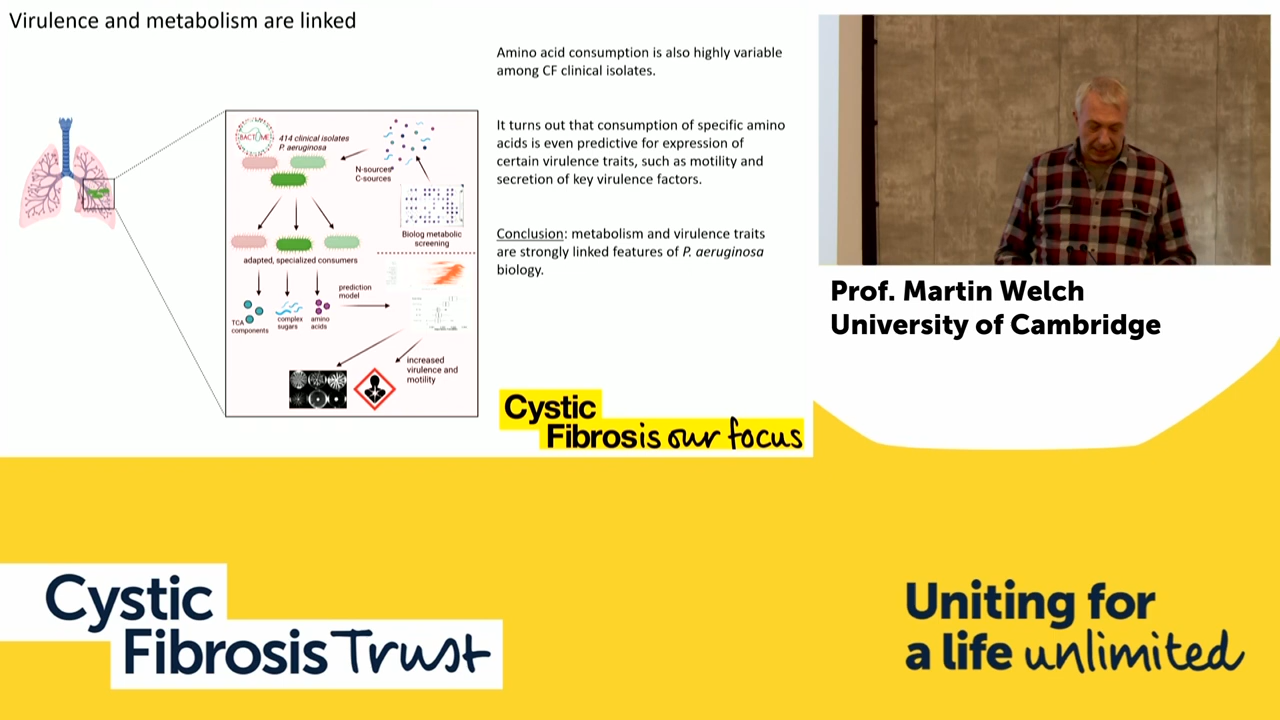 Virulence and metabolism are linked
Amino acid consumption is also highly variable
among CF clinical isolates.
It turns out that consumption of specific amino
acids is even predictive for expression of
certain virulence traits, such as motility and
secretion of key virulence factors.
Conclusion: metabolism and virulence traits
are strongly linked features of P. aeruginosa
biology.
414 clinical isolates
P. aeruginosa
N-sources
C-sources
Biolog metabolic
screening
adapted, specialized consumers
prediction
model
TCA
components
complex
sugars
amino
acids
increased
virulence and
motility
Cystic
Fibrosis is our focus
Prof. Martin Welch
University of Cambridge
Cystic
Fibrosis Trust
Uniting for
a life unlimited